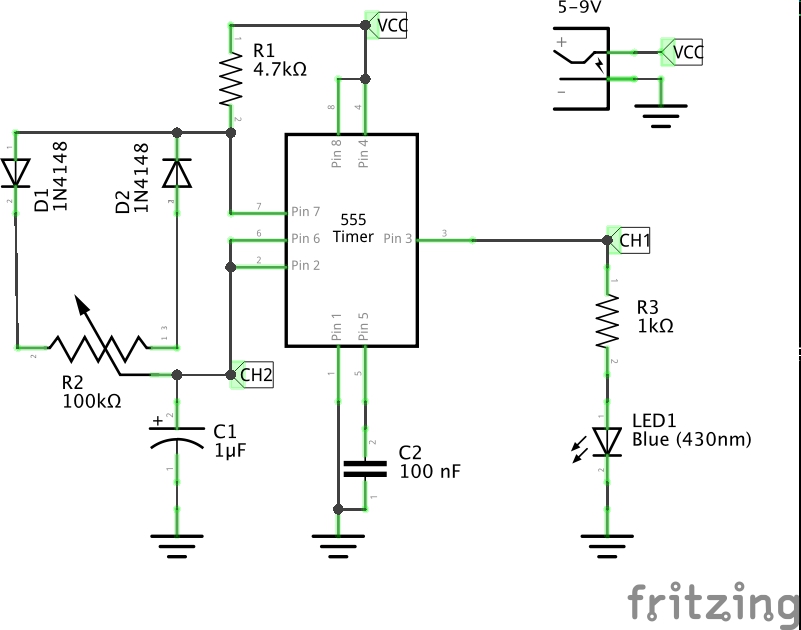 5-9V
VCC
+
VCC
-
1
R1
4.7kΩ
2
8
4
Pin 8
Pin 4
1
D1
1N4148
2
D2
1N4148
7
Pin 7
6
Pin 6
2
Pin 2
555
Timer
Pin 3
3
CH1
1
R3
1kΩ
2
Pin 1
Pin 5
1
5
2
1
3
R2
100kΩ
CH2
+
2
C1
1µF
1
2
C2
100 nF
1
1
LED1
Blue (430nm)
2
fritzing